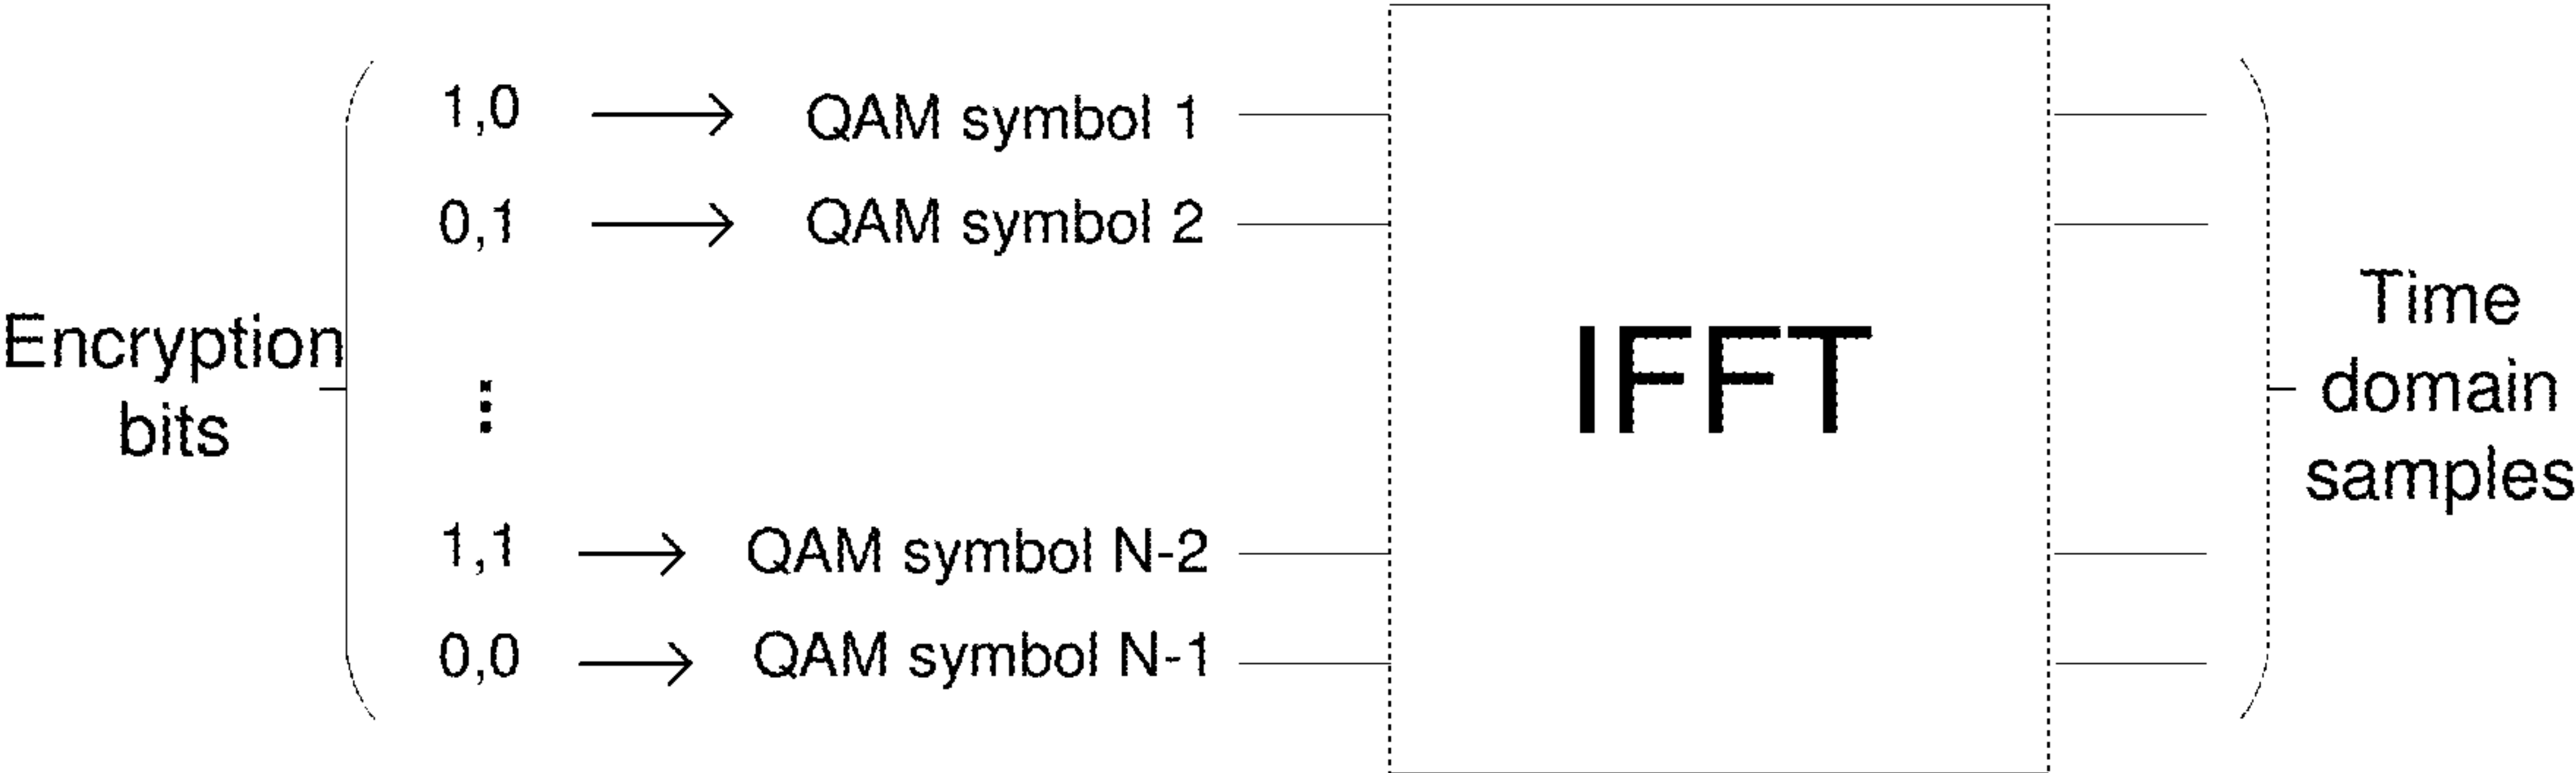 1,0 QAM symbol 1
0,1 QAM symbol 2
Encryption
bits
⋮
IFFT
Time
domain
samples
1,1 QAM symbol N-2
0,0 QAM symbol N-1